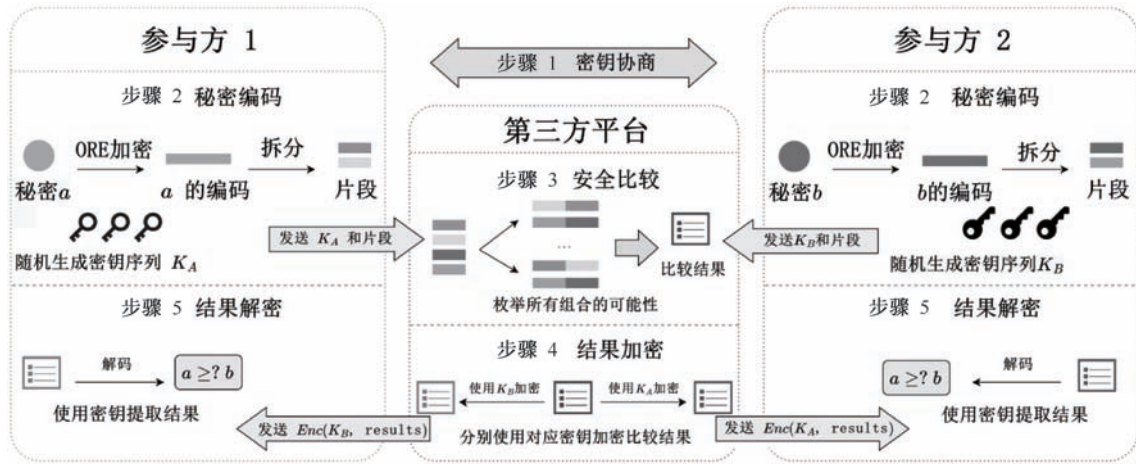 参与方 1
步骤 2 秘密编码
ORE加密
拆分
秘密a
a 的编码
片段
随机生成密钥序列 K_A
发送 K_A 和片段
步骤 5 结果解密
解码
a ≥? b
使用密钥提取结果
步骤 1 密钥协商
第三方平台
步骤 3 安全比较
...
比较结果
枚举所有组合的可能性
步骤 4 结果加密
使用K_B加密
使用K_A加密
分别使用对应密钥加密比较结果
发送 Enc(K_B, results)
发送 Enc(K_A, results)
参与方 2
步骤 2 秘密编码
ORE加密
拆分
秘密b
b的编码
片段
随机生成密钥序列K_B
发送K_B和片段
步骤 5 结果解密
a ≥? b
解码
使用密钥提取结果